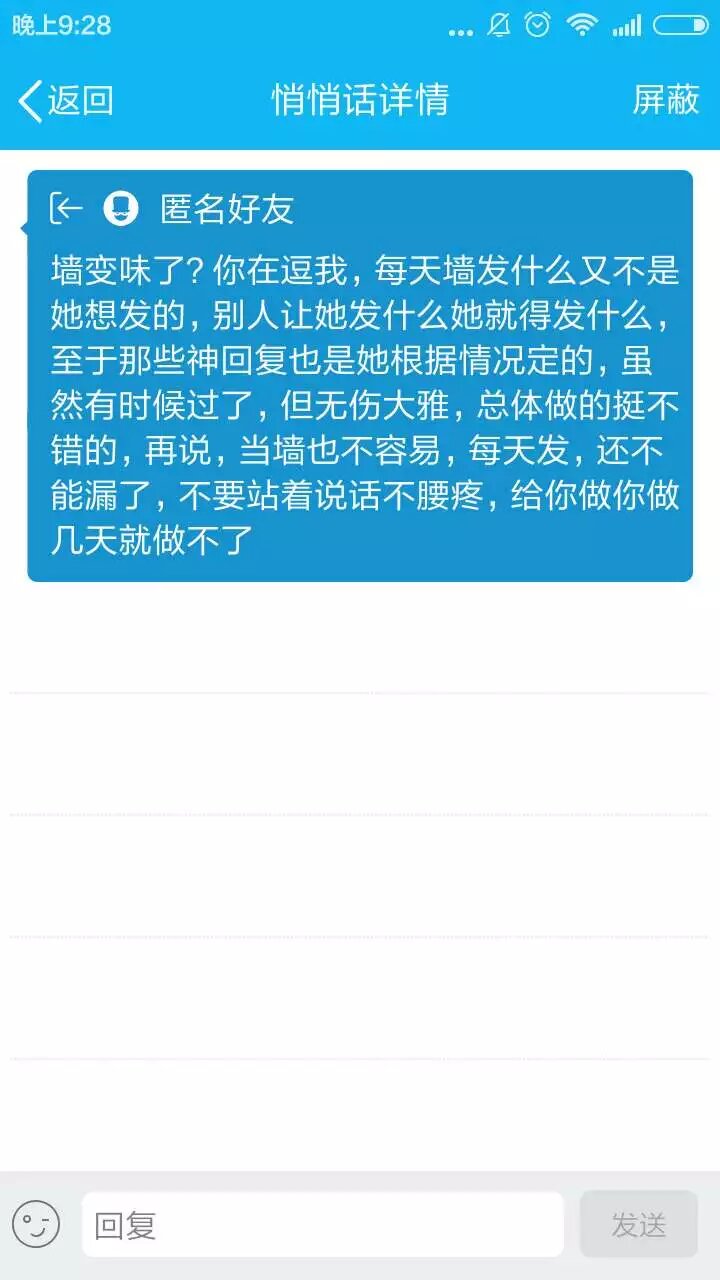 晚上9:28
返回
悄悄话详情
屏蔽
匿名好友
墙变味了?你在逗我,每天墙发什么又不是
她想发的,别人让她发什么她就得发什么,
至于那些神回复也是她根据情况定的,虽
然有时候过了,但无伤大雅,总体做的挺不
错的,再说,当墙也不容易,每天发,还不
能漏了,不要站着说话不腰疼,给你做你做
几天就做不了
回复
发送